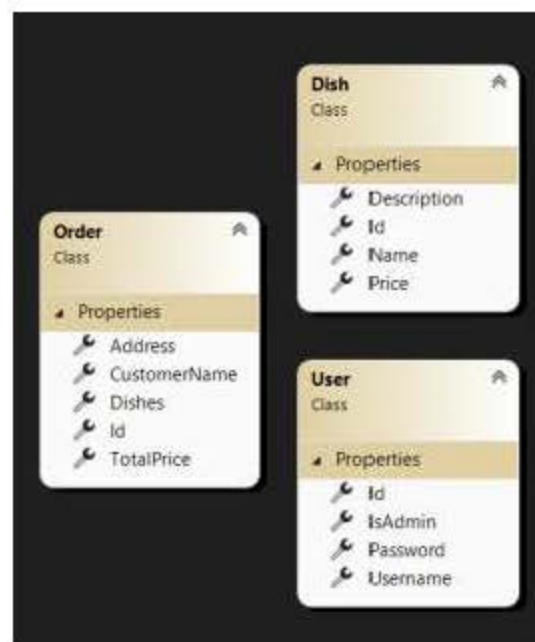 Dish
Class
Properties
Description
Id
Name
Price
Order
Class
Properties
Address
CustomerName
Dishes
Id
TotalPrice
User
Class
Properties
Id
IsAdmin
Password
Username